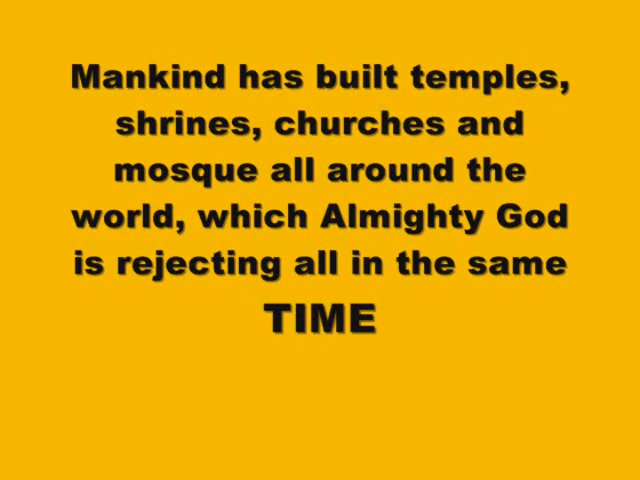 Mankind has built temples,
shrines, churches and
mosque all around the
world, which Almighty God
is rejecting all in the same
TIME